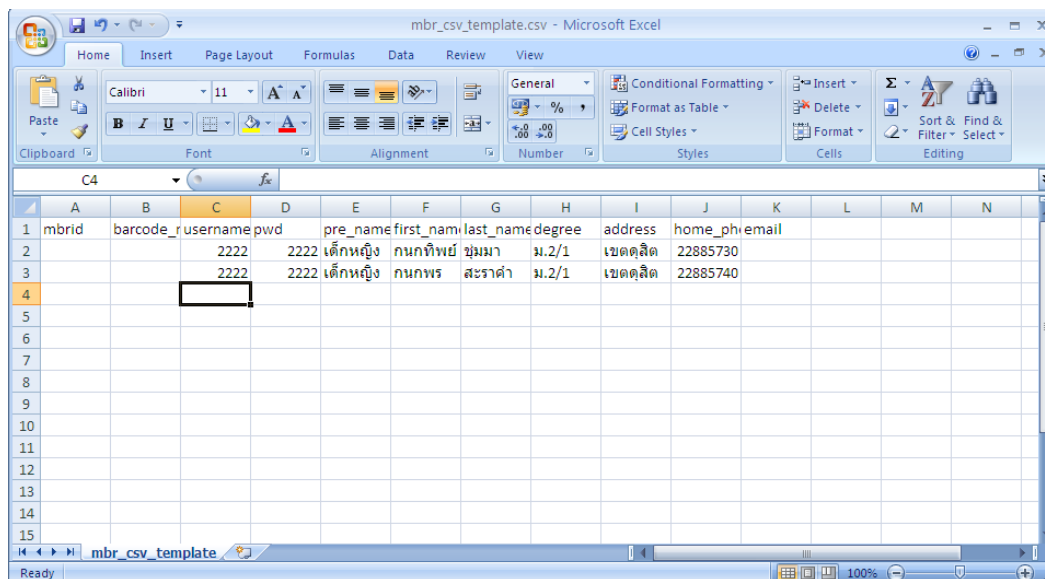 mbr_csv_template.csv - Microsoft Excel
Home Insert Page Layout Formulas Data Review View
Paste
Clipboard
Calibri 11
B I U
Font
Alignment
General
% ,
Number
Conditional Formatting
Format as Table
Cell Styles
Styles
Insert
Delete
Format
Cells
Σ
Sort & Filter
Find & Select
Editing
C4 fx
A B C D E F G H I J K L M N
1 mbrid barcode_ username pwd pre_name first_nam last_name degree address home_ph email
2 2222 2222 เด็กหญิง กนกทิพย์ ชุ่มมา ม.2/1 เขตดุสิต 22885730
3 2222 2222 เด็กหญิง กนกพร สะราคำ ม.2/1 เขตดุสิต 22885740
4
5
6
7
8
9
10
11
12
13
14
15
mbr_csv_template
Ready 100%